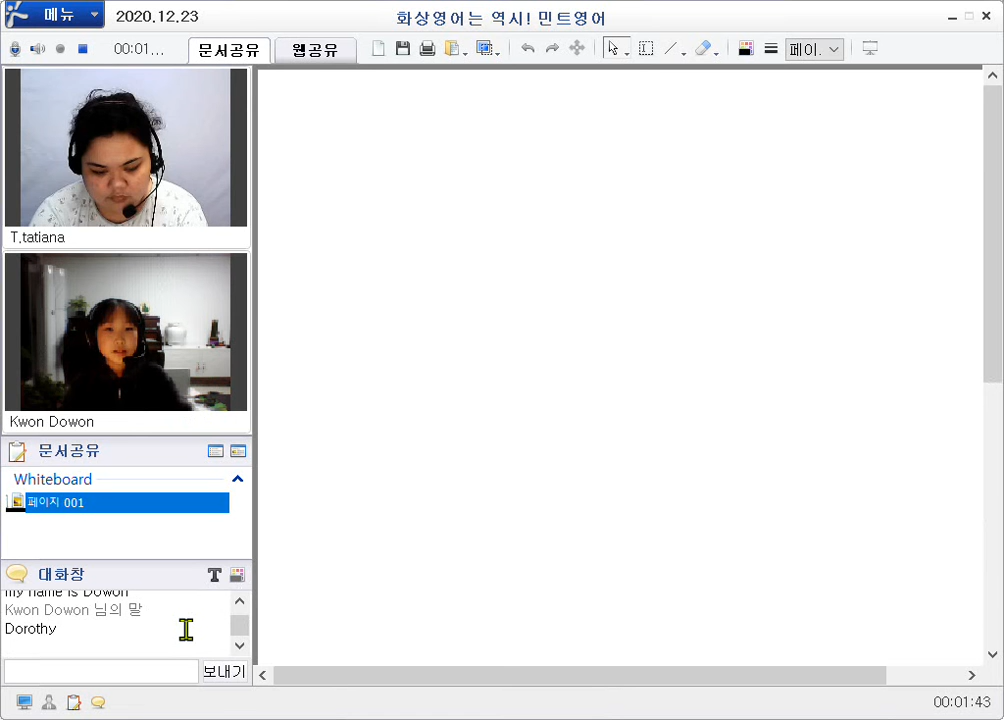 메뉴 2020.12.23 화상영어는 역시! 민트영어
00:01... 문서공유 웹공유 페이.
T.tatiana
Kwon Dowon
문서공유
Whiteboard
페이지 001
대화창 T
my name is Dowon
Kwon Dowon 님의 말
Dorothy
보내기
00:01:43